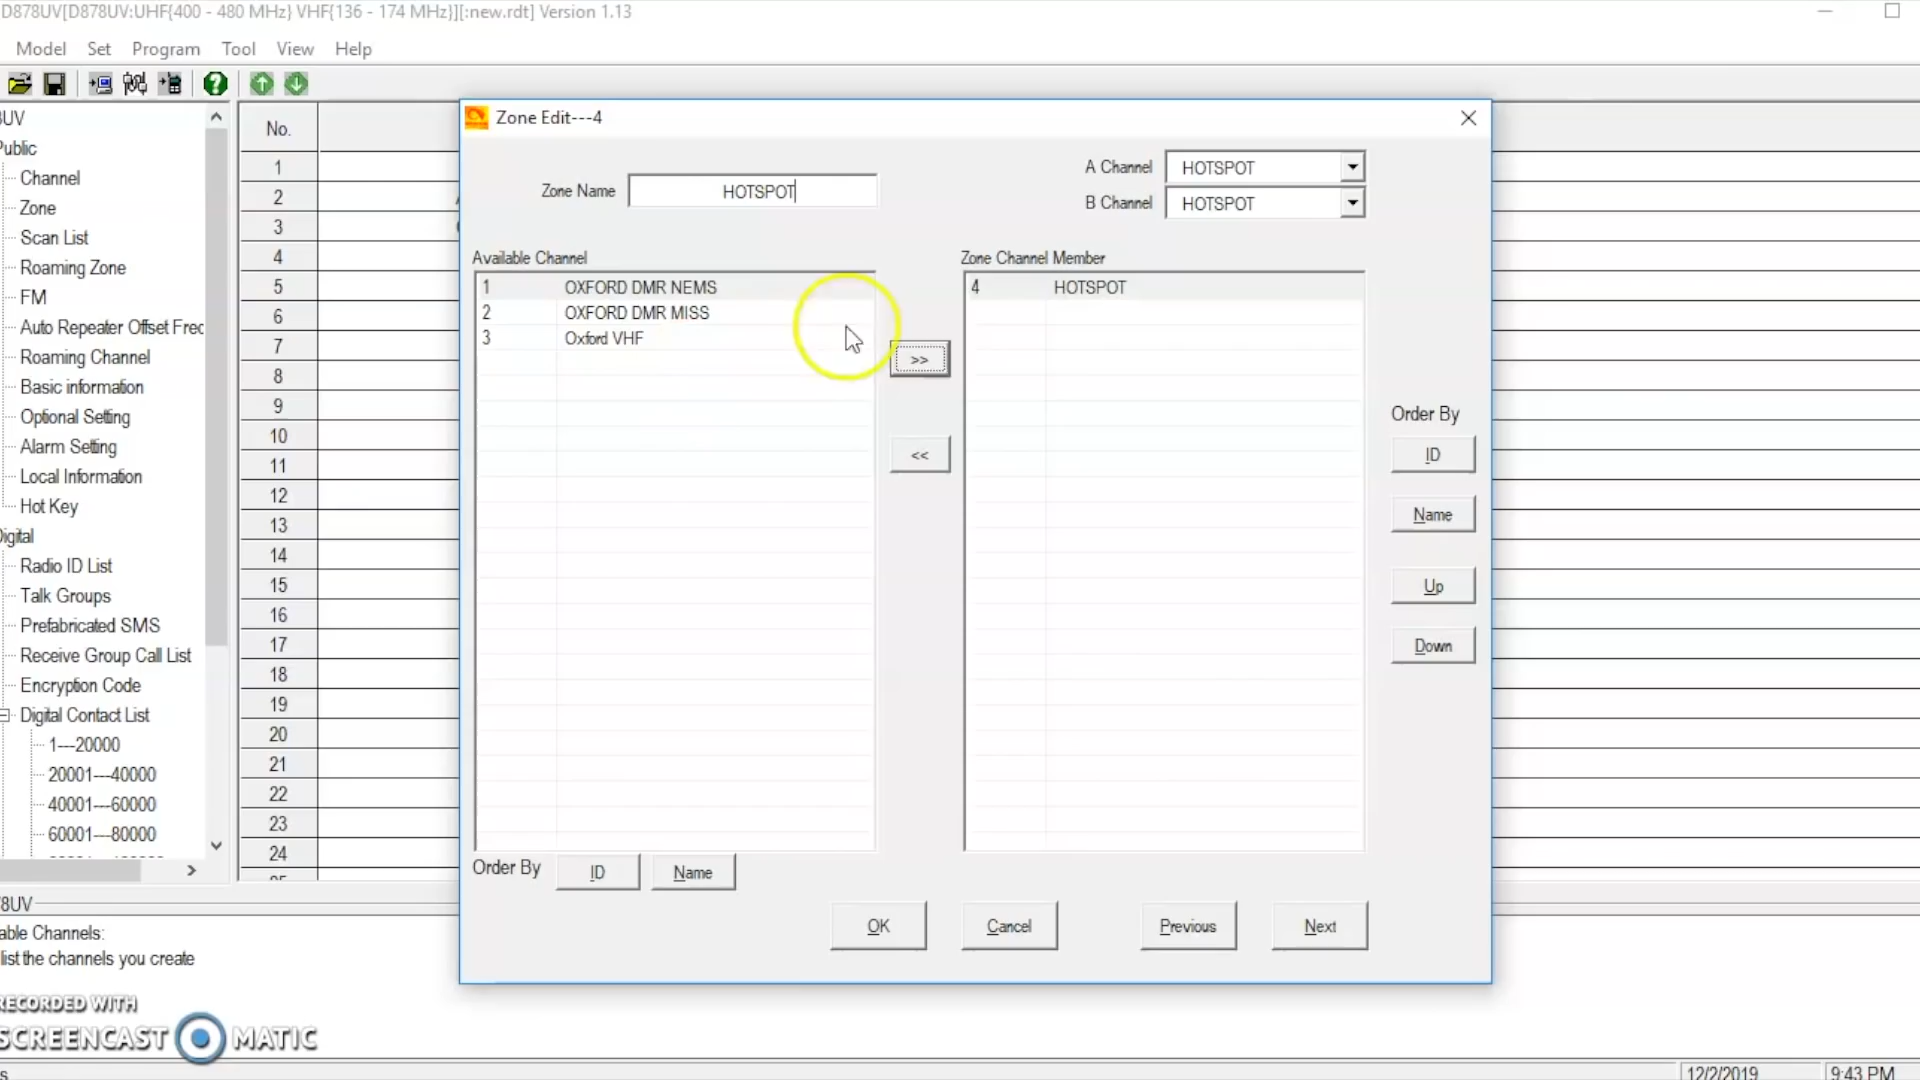 D878UV[D878UV:UHF{400 - 480 MHz} VHF{136 - 174 MHz}][:new.rdt] Version 1.13
Model Set Program Tool View Help
8UV
Public
Channel
Zone
Scan List
Roaming Zone
FM
Auto Repeater Offset Freq
Roaming Channel
Basic information
Optional Setting
Alarm Setting
Local Information
Hot Key
Digital
Radio ID List
Talk Groups
Prefabricated SMS
Receive Group Call List
Encryption Code
Digital Contact List
1---20000
20001---40000
40001---60000
60001---80000
No.
1
2
3
4
5
6
7
8
9
10
11
12
13
14
15
16
17
18
19
20
21
22
23
24
Zone Edit---4
Zone Name HOTSPOT
A Channel HOTSPOT
B Channel HOTSPOT
Available Channel
1 OXFORD DMR NEMS
2 OXFORD DMR MISS
3 Oxford VHF
>>
<<
Zone Channel Member
4 HOTSPOT
Order By
ID
Name
Up
Down
Order By ID Name
OK Cancel Previous Next
78UV
able Channels:
list the channels you create
RECORDED WITH
SCREENCAST MATIC
12/2/2019 9:43 PM